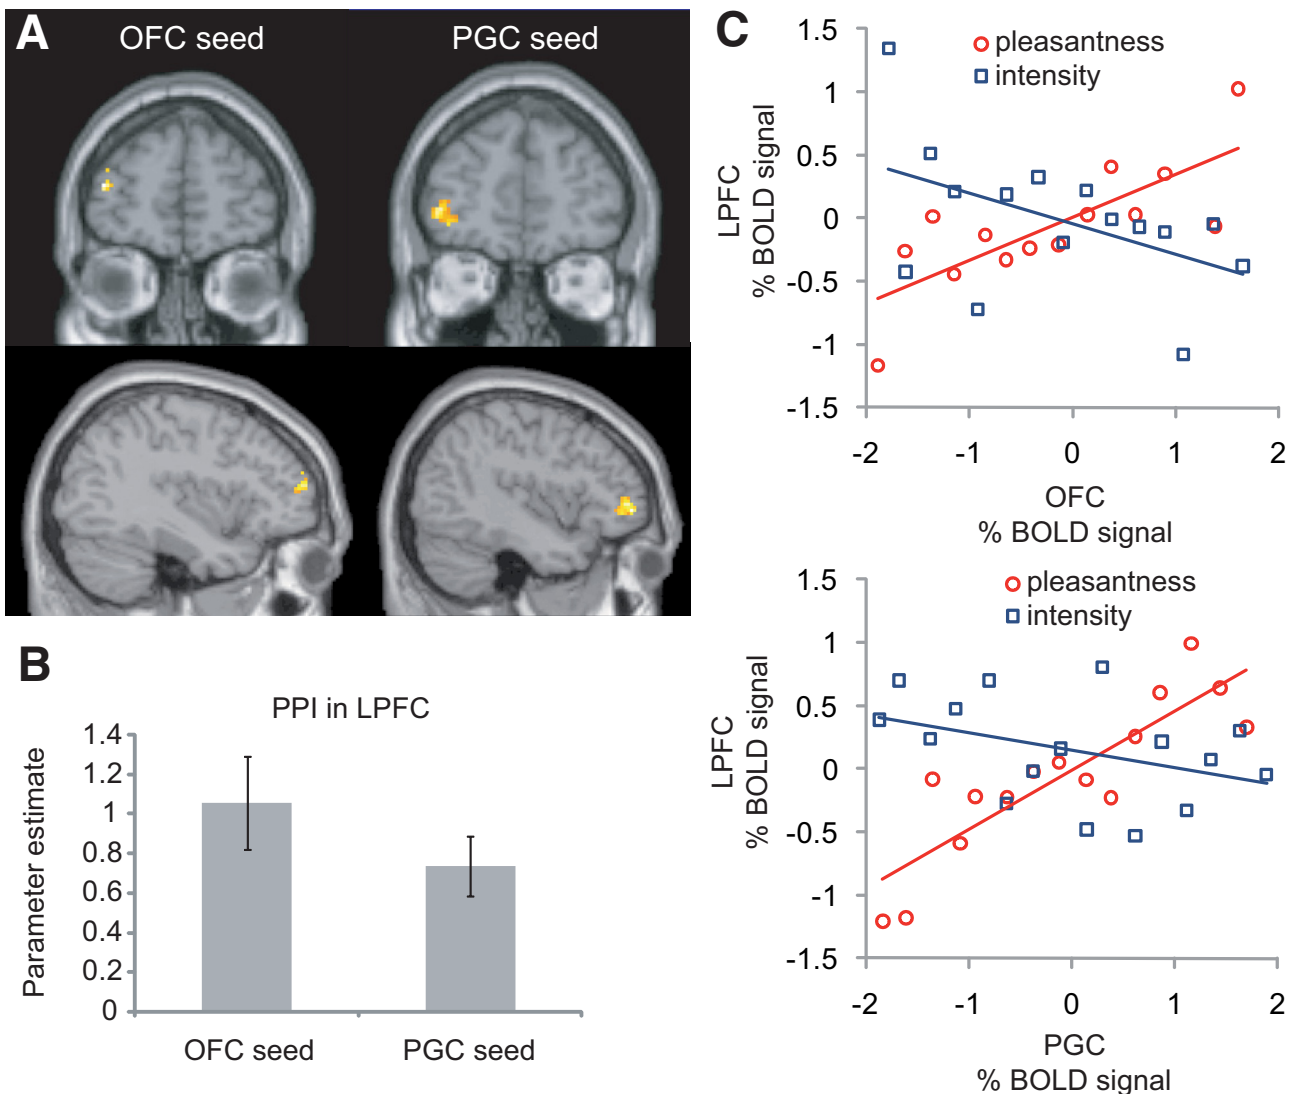 A
OFC seed
PGC seed
B
PPI in LPFC
Parameter estimate
1.4
1.2
1
0.8
0.6
0.4
0.2
0
OFC seed
PGC seed
C
pleasantness
intensity
LPFC
% BOLD signal
1.5
1
0.5
0
-0.5
-1
-1.5
-2
-1
0
1
2
OFC
% BOLD signal
pleasantness
intensity
LPFC
% BOLD signal
1.5
1
0.5
0
-0.5
-1
-1.5
-2
-1
0
1
2
PGC
% BOLD signal